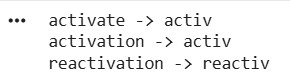 ••• activate -> activ
activation -> activ
reactivation -> reactiv